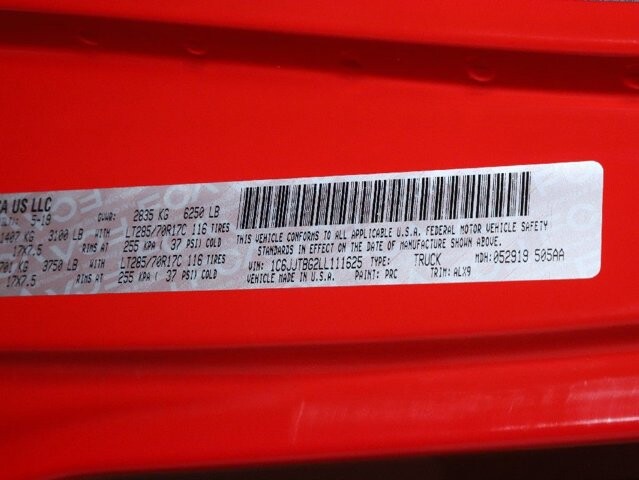 CA US LLC
5-19 GVWR: 2835 KG 6250 LB
1407 KG 3100 LB WITH LT285/70R17C 116 TIRES
17X7.5 RIMS AT 255 KPA ( 37 PSI) COLD
701 KG 3750 LB WITH LT285/70R17C 116 TIRES
17X7.5 RIMS AT 255 KPA ( 37 PSI) COLD
THIS VEHICLE CONFORMS TO ALL APPLICABLE U.S.A. FEDERAL MOTOR VEHICLE SAFETY
STANDARDS IN EFFECT ON THE DATE OF MANUFACTURE SHOWN ABOVE.
VIN: 1C6JJTBG2LL111625 TYPE: TRUCK MDH: 052919 505AA
VEHICLE MADE IN U.S.A. PAINT: PRC TRIM: ALX9